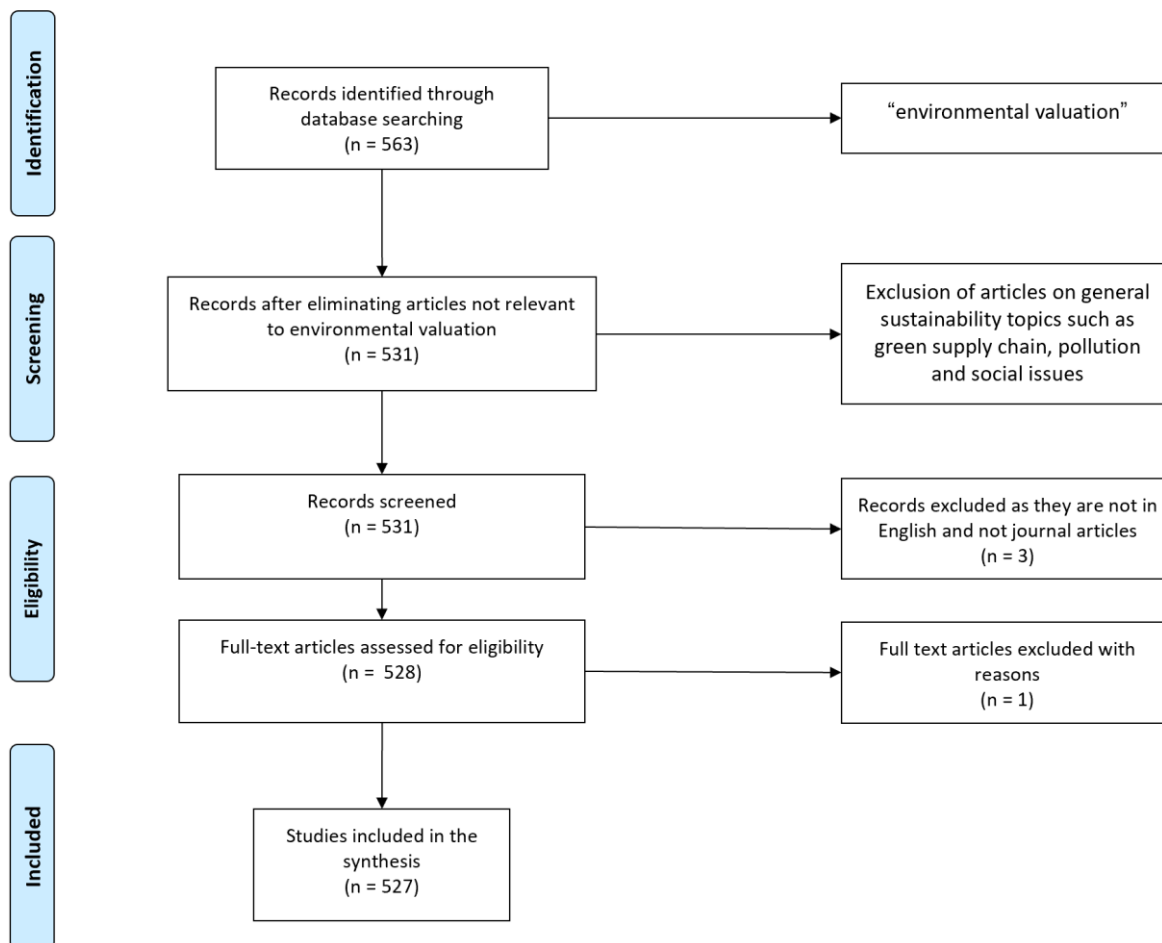 Identification
Records identified through
database searching
(n = 563)
“environmental valuation”
Screening
Records after eliminating articles not relevant
to environmental valuation
(n = 531)
Exclusion of articles on general
sustainability topics such as
green supply chain, pollution
and social issues
Eligibility
Records screened
(n = 531)
Records excluded as they are not in
English and not journal articles
(n = 3)
Full-text articles assessed for eligibility
(n = 528)
Full text articles excluded with
reasons
(n = 1)
Included
Studies included in the
synthesis
(n = 527)